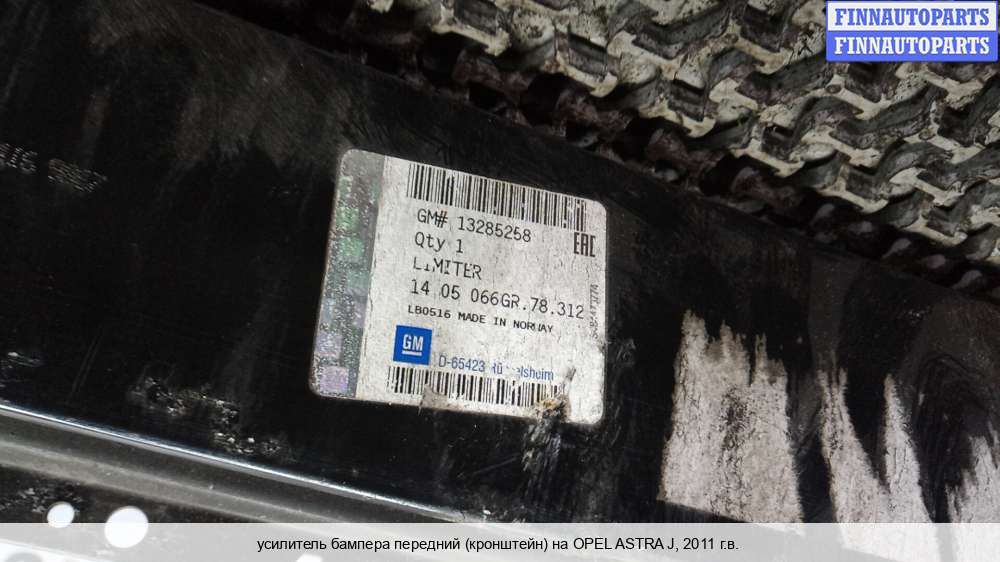 FINNAUTOPARTS
FINNAUTOPARTS
GM# 13285258
EAC
Qty 1
LIMITER
14 05 066GR.78.312
LB0516 MADE IN NORWAY
GM
D-65423
усилитель бампера передний (кронштейн) на OPEL ASTRA J, 2011 г.в.